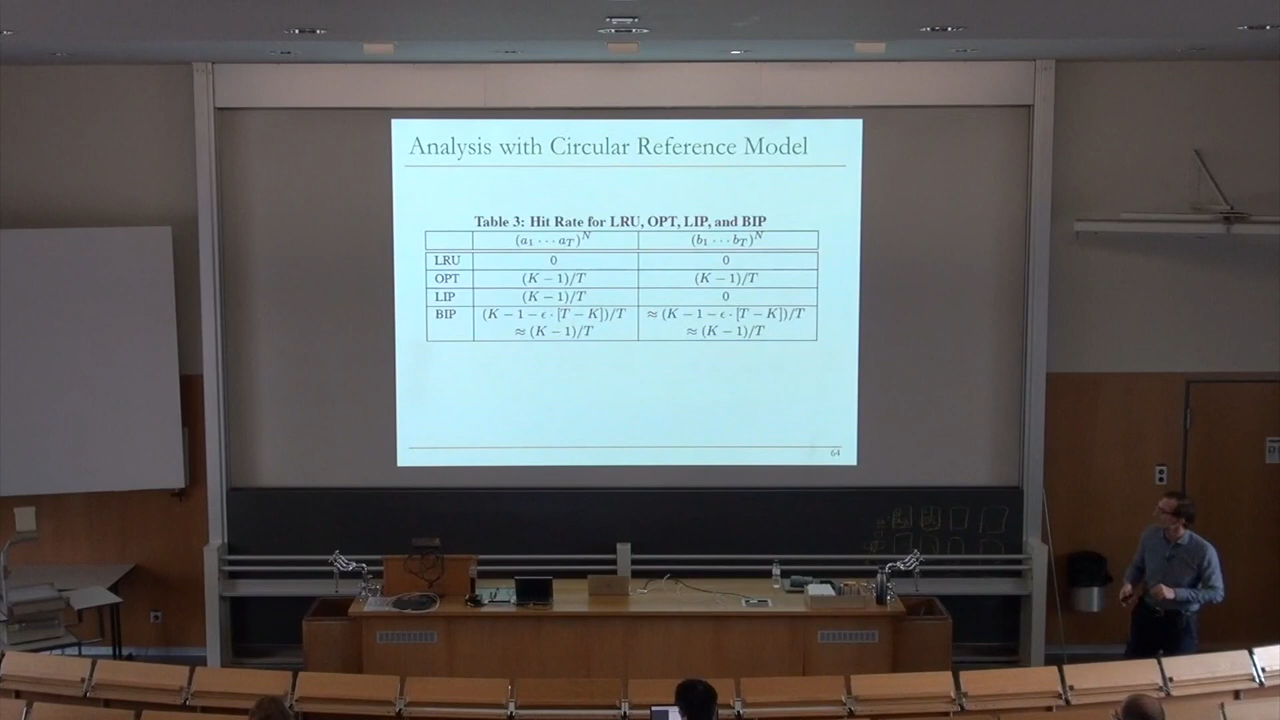 Analysis with Circular Reference Model
Table 3: Hit Rate for LRU, OPT, LIP, and BIP
(a₁ ⋯ a_T)^N (b₁ ⋯ b_T)^N
LRU 0 0
OPT (K − 1)/T (K − 1)/T
LIP (K − 1)/T 0
BIP (K − 1 − ϵ · [T − K])/T ≈ (K − 1 − ϵ · [T − K])/T
≈ (K − 1)/T ≈ (K − 1)/T
64